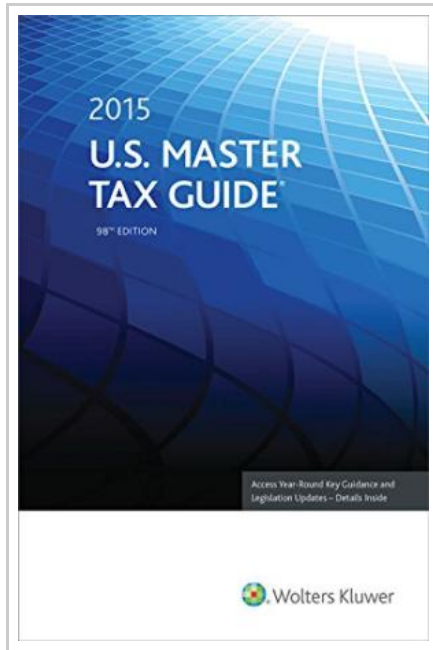 2015
U.S. MASTER
TAX GUIDE®
98TH EDITION
Access Year-Round Key Guidance and
Legislation Updates – Details Inside
Wolters Kluwer